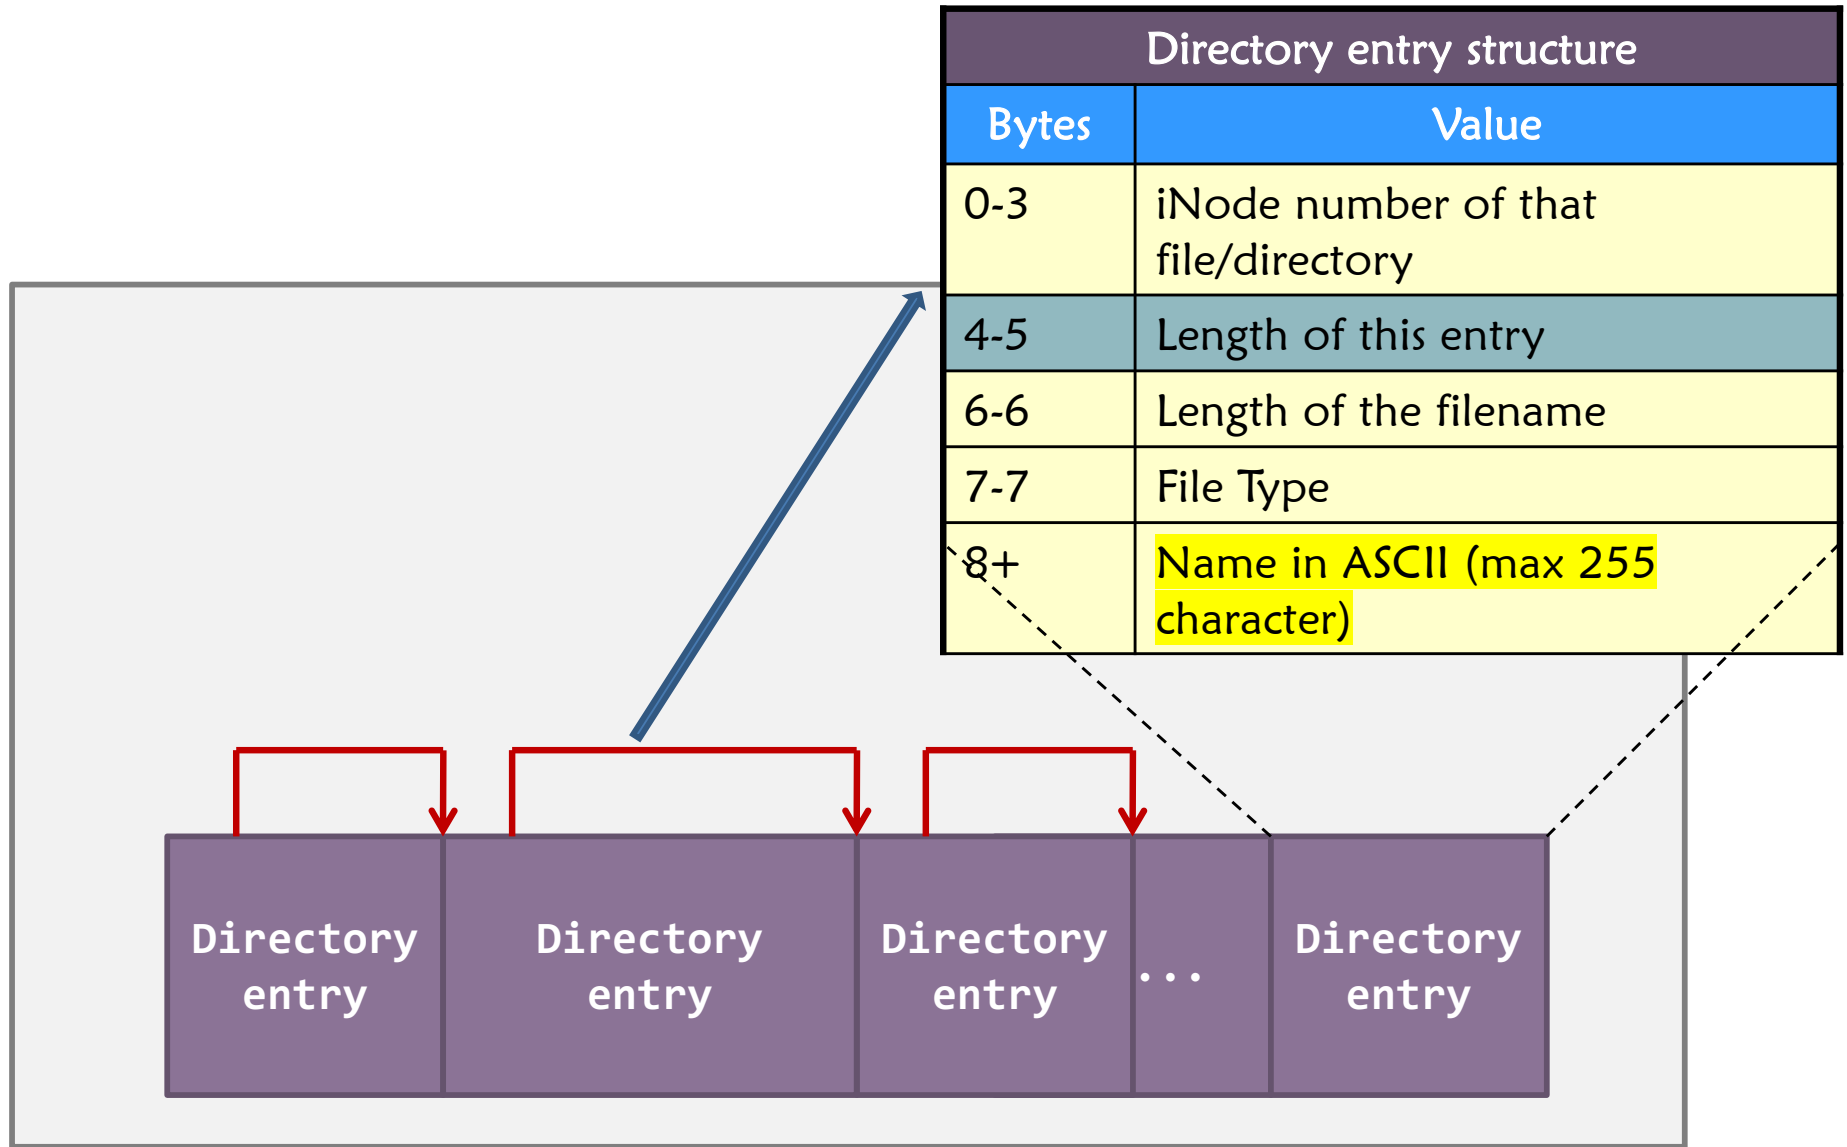 Directory entry structure
Bytes Value
0-3 iNode number of that
file/directory
4-5 Length of this entry
6-6 Length of the filename
7-7 File Type
8+ Name in ASCII (max 255
character)
Directory Directory Directory Directory
entry entry entry ... entry